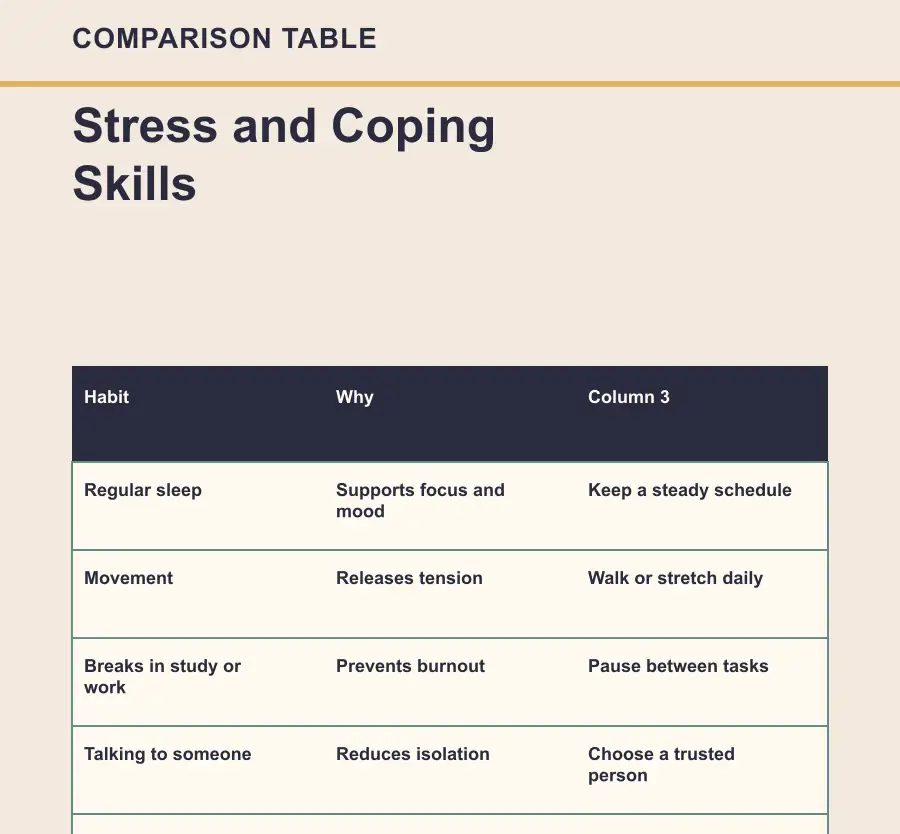 COMPARISON TABLE
Stress and Coping
Skills
Habit Why Column 3
Regular sleep Supports focus and Keep a steady schedule
mood
Movement Releases tension Walk or stretch daily
Breaks in study or Prevents burnout Pause between tasks
work
Talking to someone Reduces isolation Choose a trusted
person